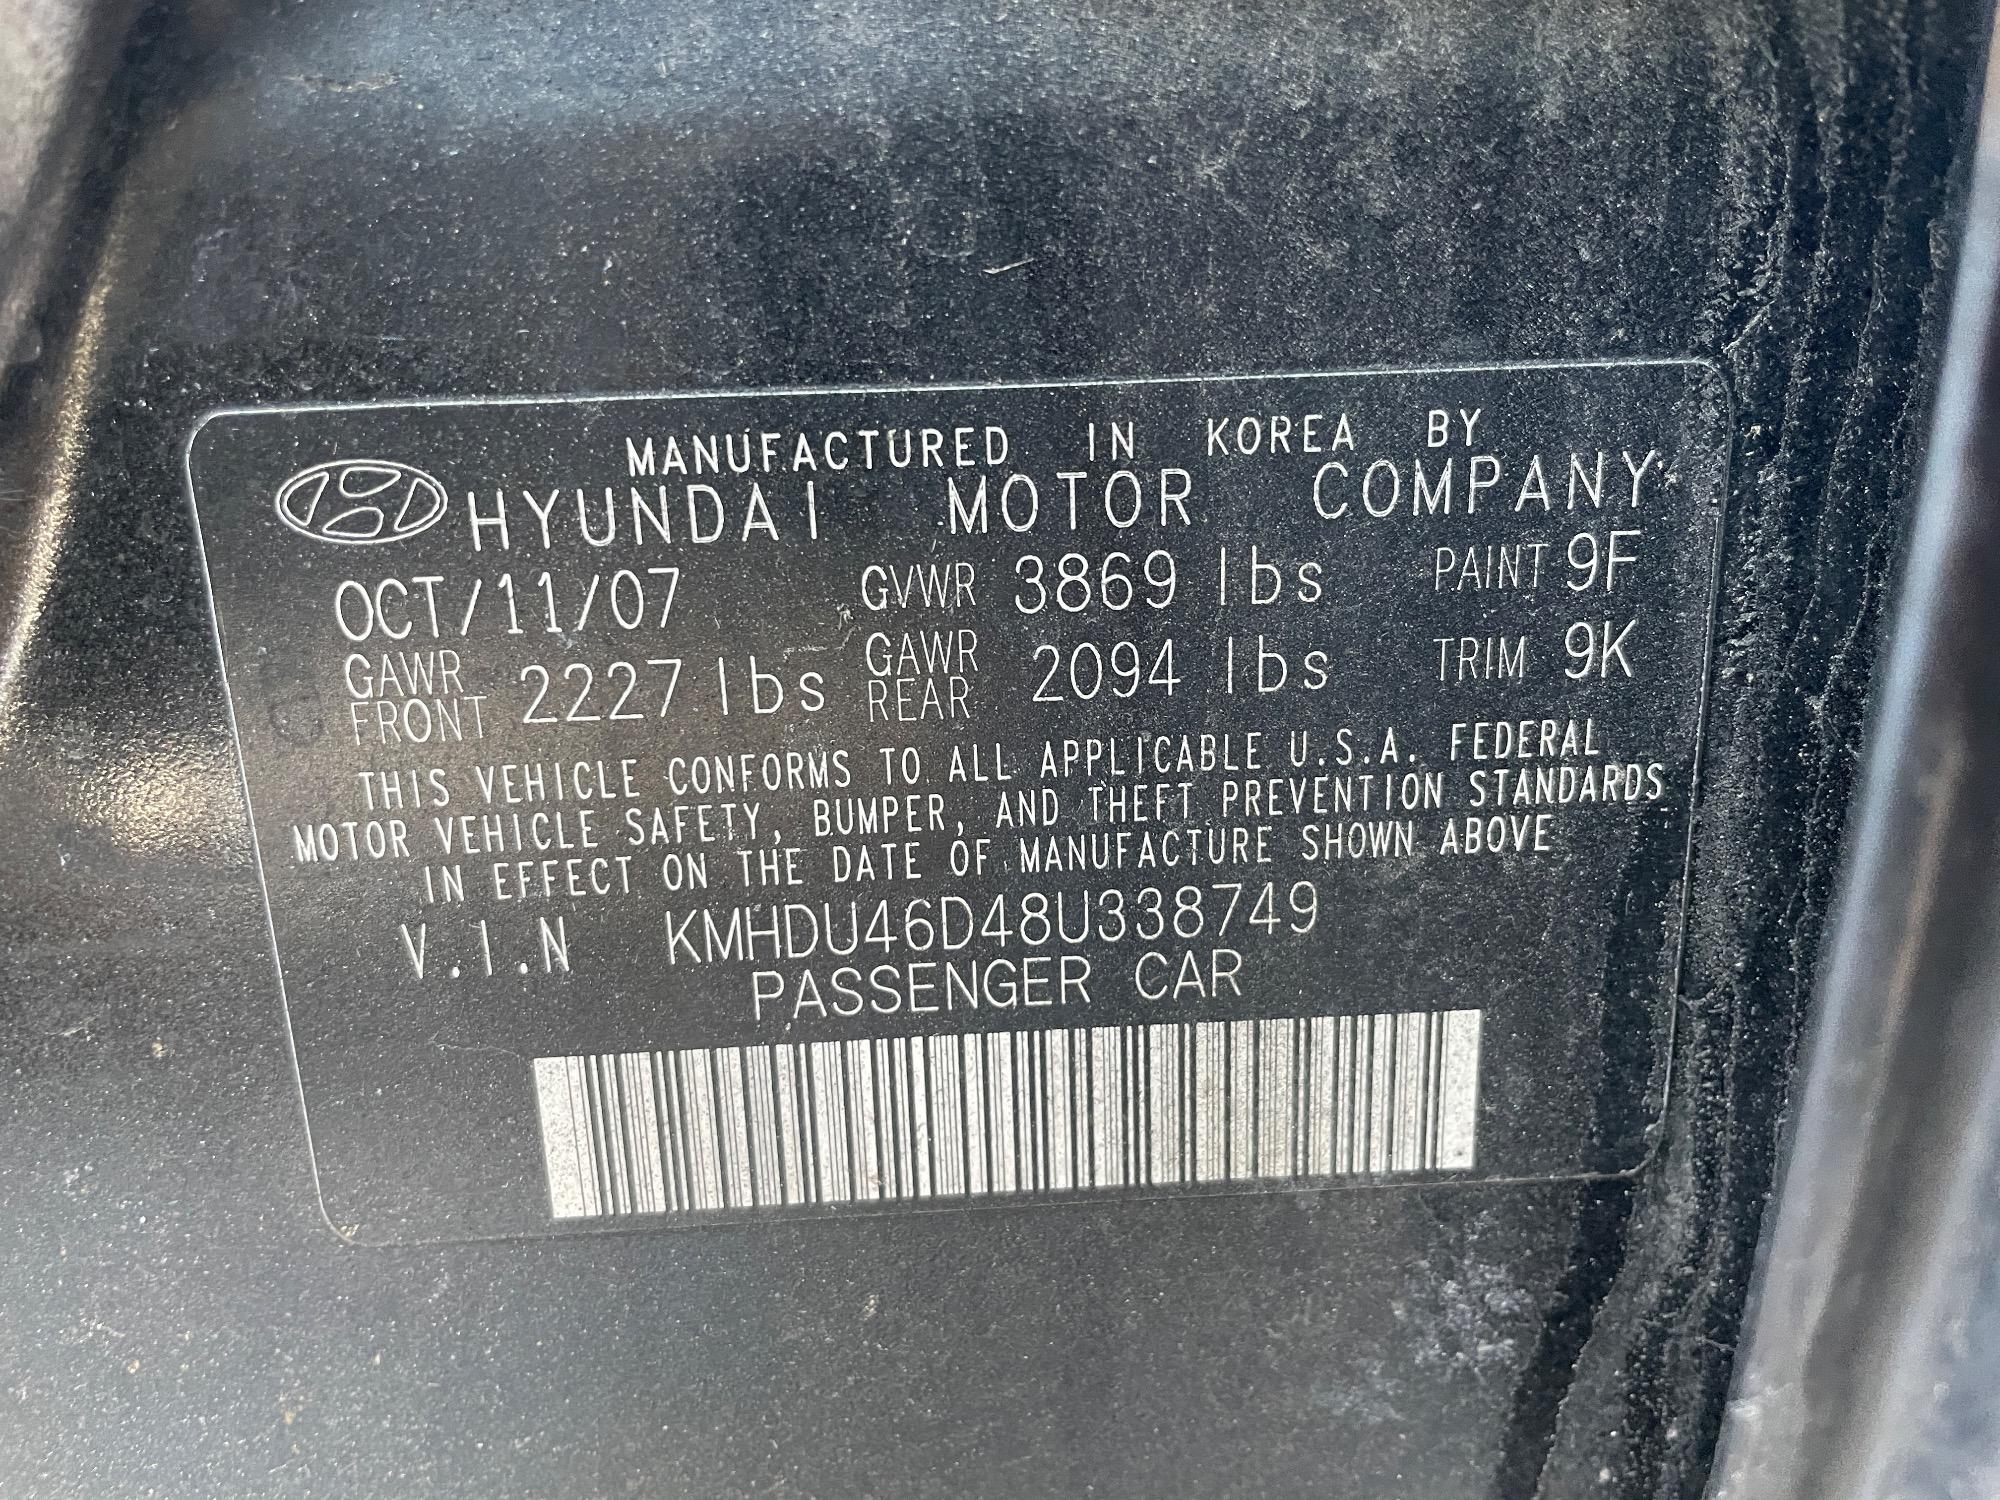 MANUFACTURED IN KOREA BY
HYUNDAI MOTOR COMPANY
OCT/11/07 GVWR 3869 lbs PAINT 9F
GAWR FRONT 2227 lbs GAWR REAR 2094 lbs TRIM 9K
THIS VEHICLE CONFORMS TO ALL APPLICABLE U.S.A. FEDERAL
MOTOR VEHICLE SAFETY, BUMPER, AND THEFT PREVENTION STANDARDS
IN EFFECT ON THE DATE OF MANUFACTURE SHOWN ABOVE
V.I.N KMHDU46D48U338749
PASSENGER CAR